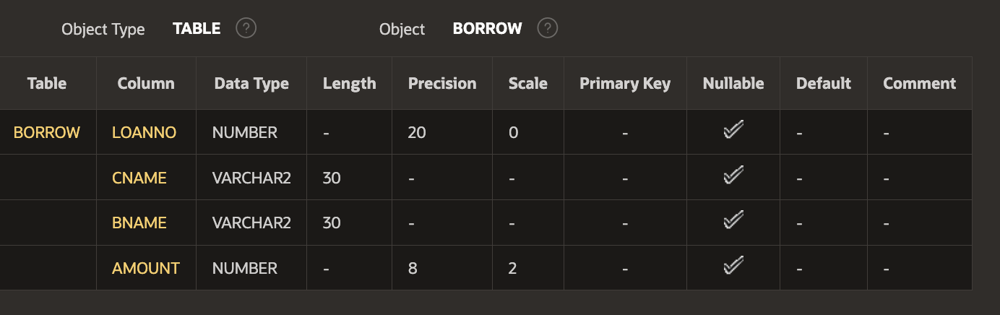 Object Type TABLE ? Object BORROW ?
Table Column Data Type Length Precision Scale Primary Key Nullable Default Comment
BORROW LOANNO NUMBER - 20 0 - - -
CNAME VARCHAR2 30 - - - - -
BNAME VARCHAR2 30 - - - - -
AMOUNT NUMBER - 8 2 - - -